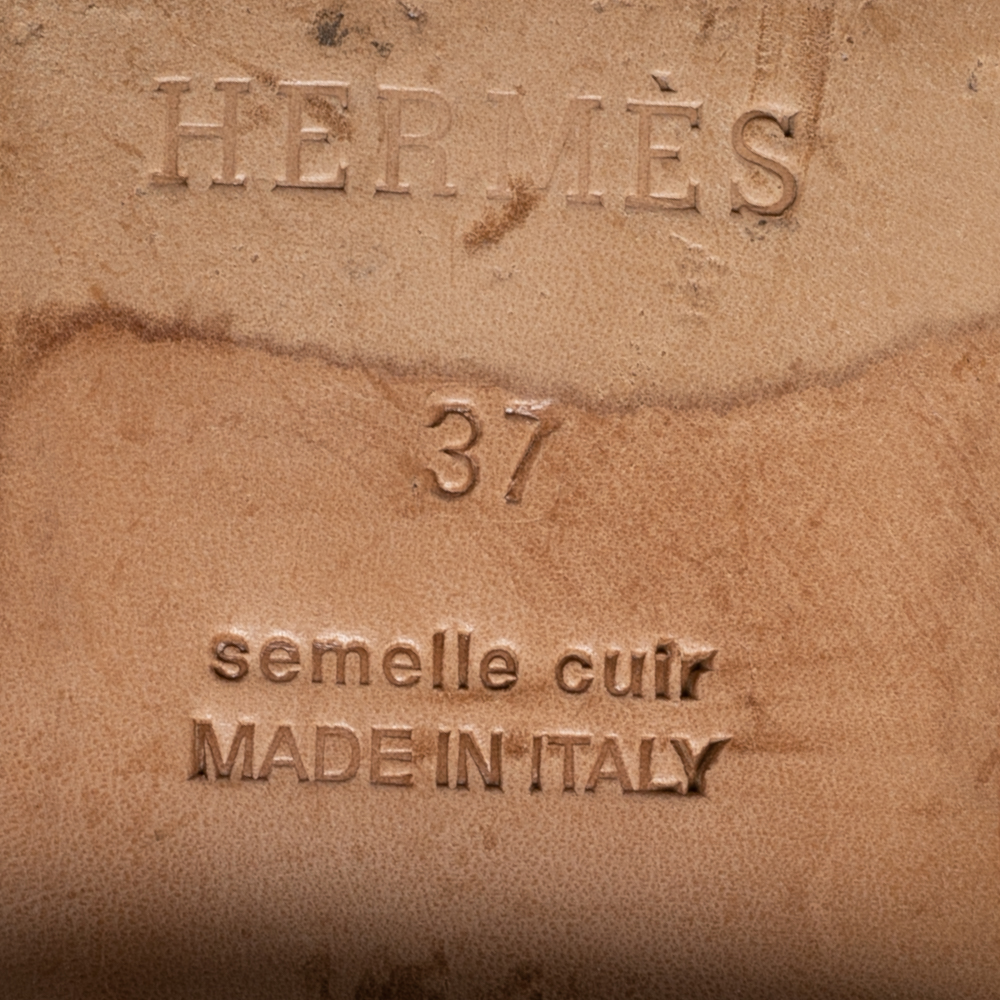 HERMÈS
37
semelle cuir
MADE IN ITALY